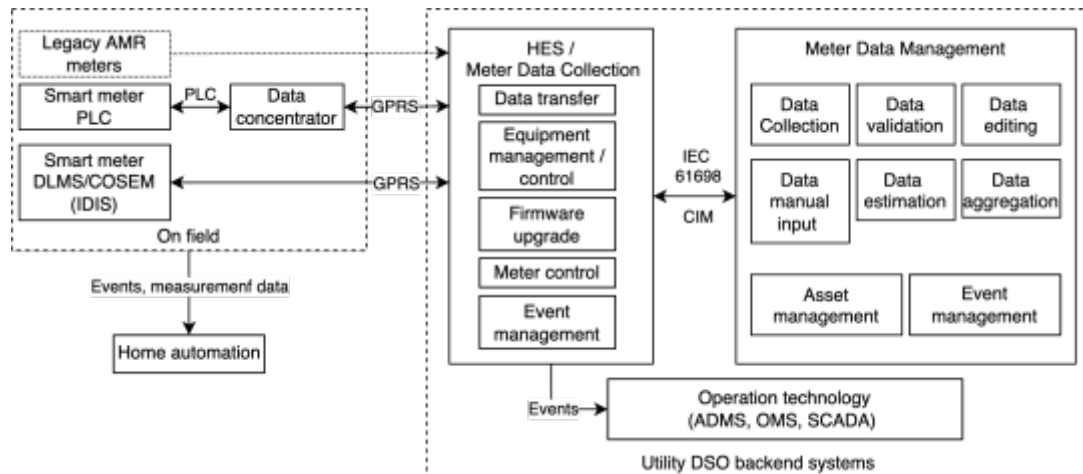 Legacy AMR
meters
Smart meter
PLC
PLC
Data
concentrator
GPRS
Smart meter
DLMS/COSEM
(IDIS)
GPRS
On field
Events, measuremenf data
Home automation
HES /
Meter Data Collection
Data transfer
Equipment
management /
control
Firmware
upgrade
Meter control
Event
management
IEC
61698
CIM
Meter Data Management
Data
Collection
Data
validation
Data
editing
Data
manual
input
Data
estimation
Data
aggregation
Asset
management
Event
management
Events
Operation technology
(ADMS, OMS, SCADA)
Utility DSO backend systems